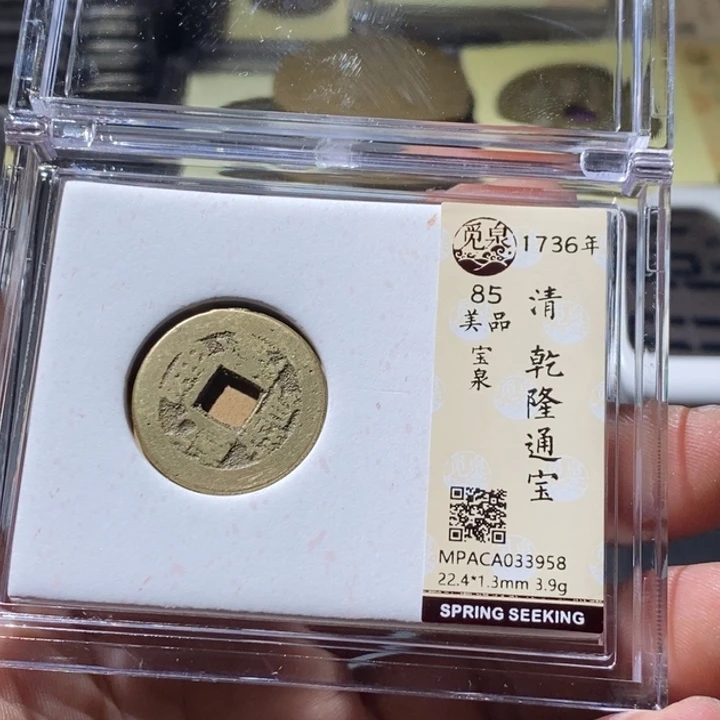 觅泉
1736年
85
美品
宝泉
清 乾隆通宝
MPACA033958
22.4*1.3mm 3.9g
SPRING SEEKING